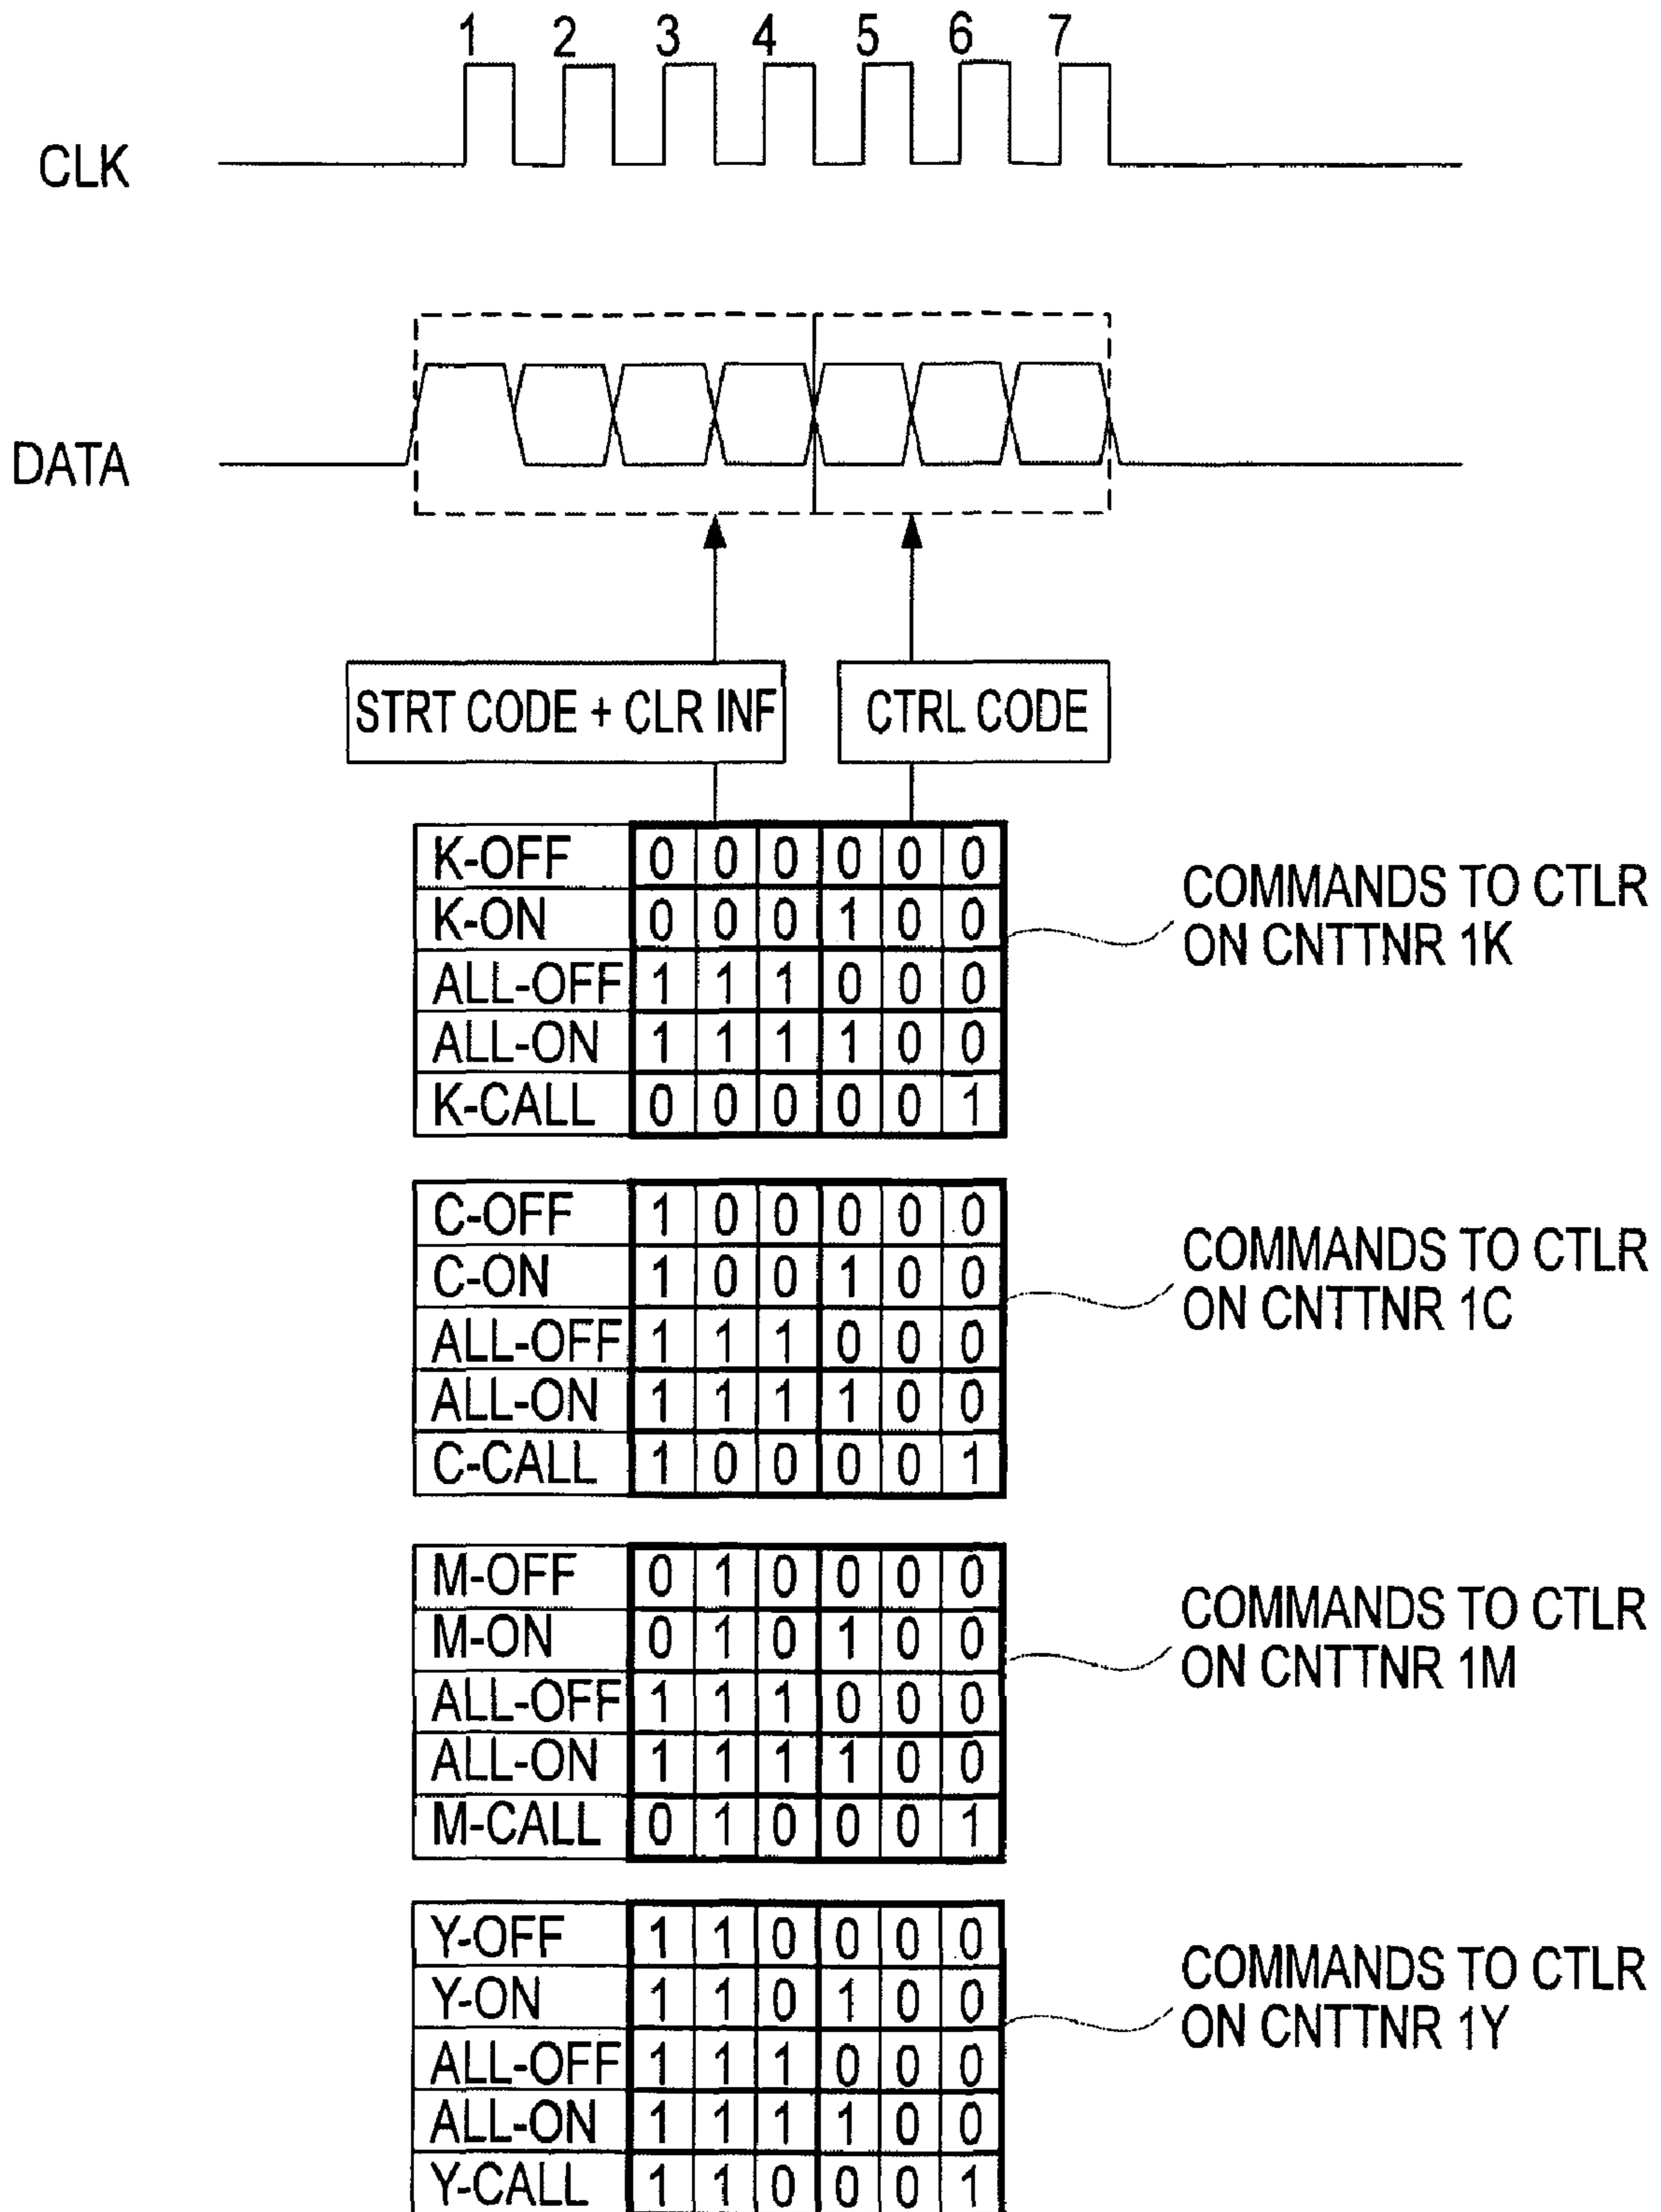 1 2 3 4 5 6 7
CLK
DATA
STRT CODE + CLR INF
CTRL CODE
K-OFF 0 0 0 0 0 0
K-ON 0 0 0 1 0 0
ALL-OFF 1 1 1 0 0 0
ALL-ON 1 1 1 1 0 0
K-CALL 0 0 0 0 0 1
COMMANDS TO CTLR
ON CNTTNR 1K
C-OFF 1 0 0 0 0 0
C-ON 1 0 0 1 0 0
ALL-OFF 1 1 1 0 0 0
ALL-ON 1 1 1 1 0 0
C-CALL 1 0 0 0 0 1
COMMANDS TO CTLR
ON CNTTNR 1C
M-OFF 0 1 0 0 0 0
M-ON 0 1 0 1 0 0
ALL-OFF 1 1 1 0 0 0
ALL-ON 1 1 1 1 0 0
M-CALL 0 1 0 0 0 1
COMMANDS TO CTLR
ON CNTTNR 1M
Y-OFF 1 1 0 0 0 0
Y-ON 1 1 0 1 0 0
ALL-OFF 1 1 1 0 0 0
ALL-ON 1 1 1 1 0 0
Y-CALL 1 1 0 0 0 1
COMMANDS TO CTLR
ON CNTTNR 1Y